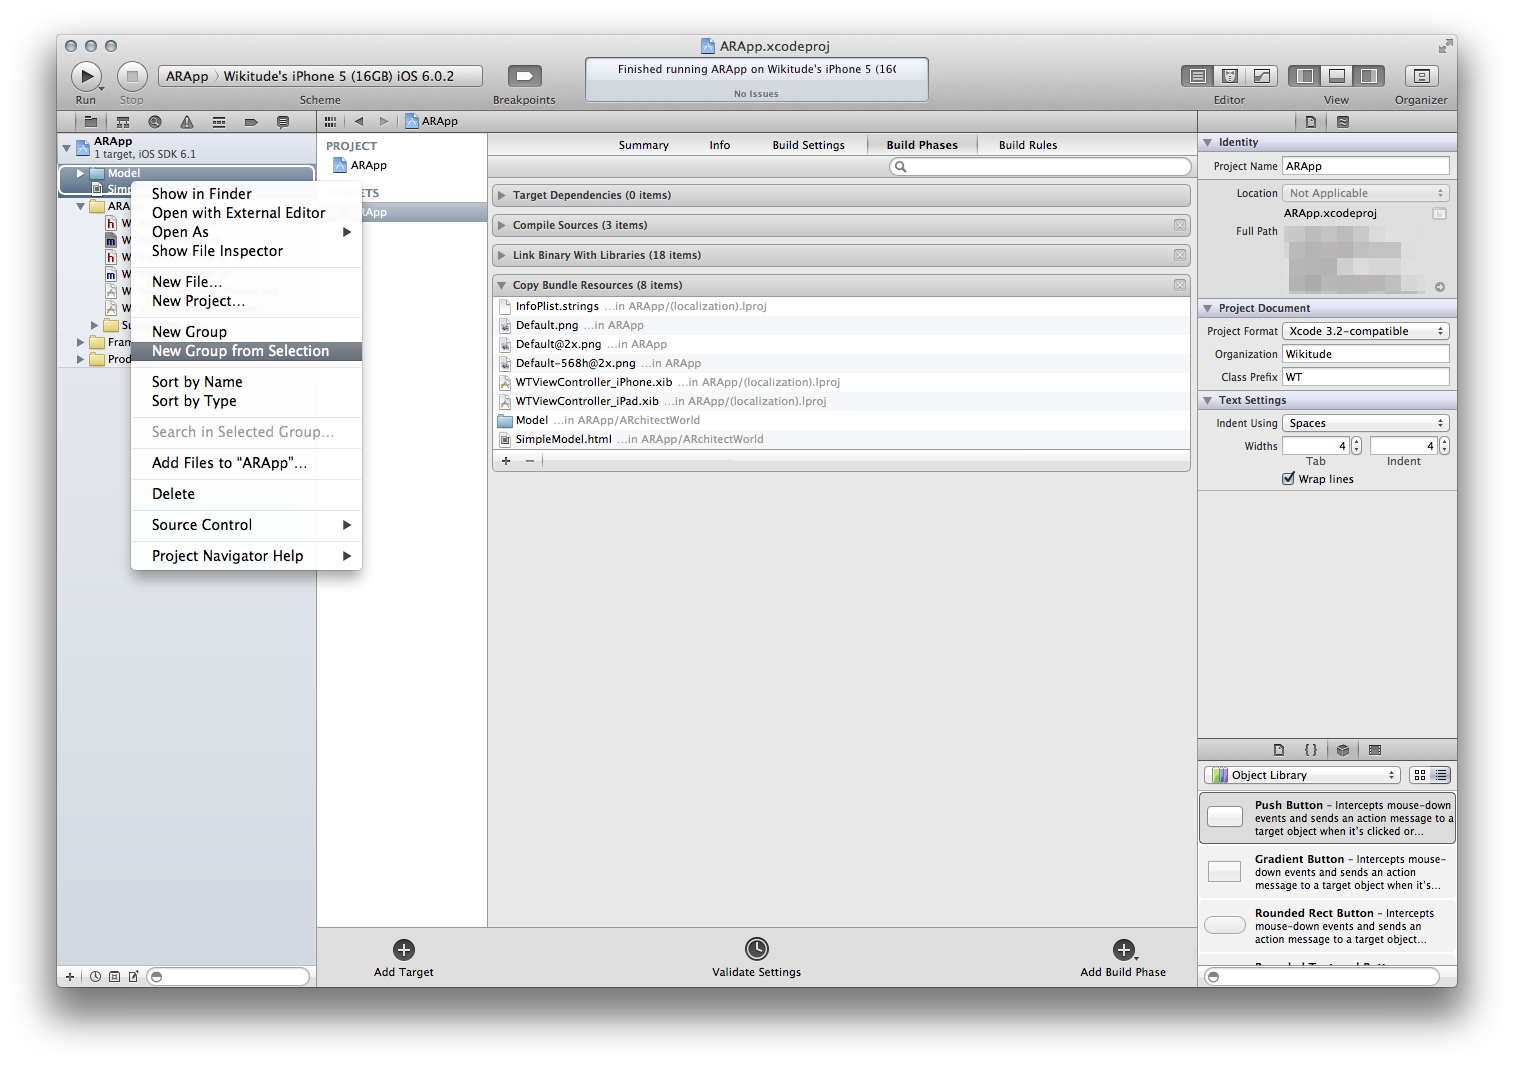 ARApp.xcodeproj
ARApp 〉 Wikitude's iPhone 5 (16GB) iOS 6.0.2
Finished running ARApp on Wikitude's iPhone 5 (16(
No Issues
Run
Stop
Scheme
Breakpoints
Editor
View
Organizer
ARApp
ARApp
1 target, iOS SDK 6.1
Model
Show in Finder
Open with External Editor
Open As
Show File Inspector
New File...
New Project...
New Group
New Group from Selection
Sort by Name
Sort by Type
Search in Selected Group...
Add Files to “ARApp”...
Delete
Source Control
Project Navigator Help
PROJECT
ARApp
Summary
Info
Build Settings
Build Phases
Build Rules
Target Dependencies (0 items)
Compile Sources (3 items)
Link Binary With Libraries (18 items)
Copy Bundle Resources (8 items)
InfoPlist.strings ...in ARApp/(localization).lproj
Default.png ...in ARApp
Default@2x.png ...in ARApp
Default-568h@2x.png ...in ARApp
WTViewController_iPhone.xib ...in ARApp/(localization).lproj
WTViewController_iPad.xib ...in ARApp/(localization).lproj
Model ...in ARApp/ARchitectWorld
SimpleModel.html ...in ARApp/ARchitectWorld
Add Target
Validate Settings
Add Build Phase
Identity
Project Name ARApp
Location Not Applicable
ARApp.xcodeproj
Full Path
Project Document
Project Format Xcode 3.2-compatible
Organization Wikitude
Class Prefix WT
Text Settings
Indent Using Spaces
Widths 4 4
Tab Indent
Wrap lines
Object Library
Push Button – Intercepts mouse-down
events and sends an action message to a
target object when it's clicked or...
Gradient Button – Intercepts mouse-
down events and sends an action
message to a target object when it's...
Rounded Rect Button – Intercepts
mouse-down events and sends an
action message to a target object...